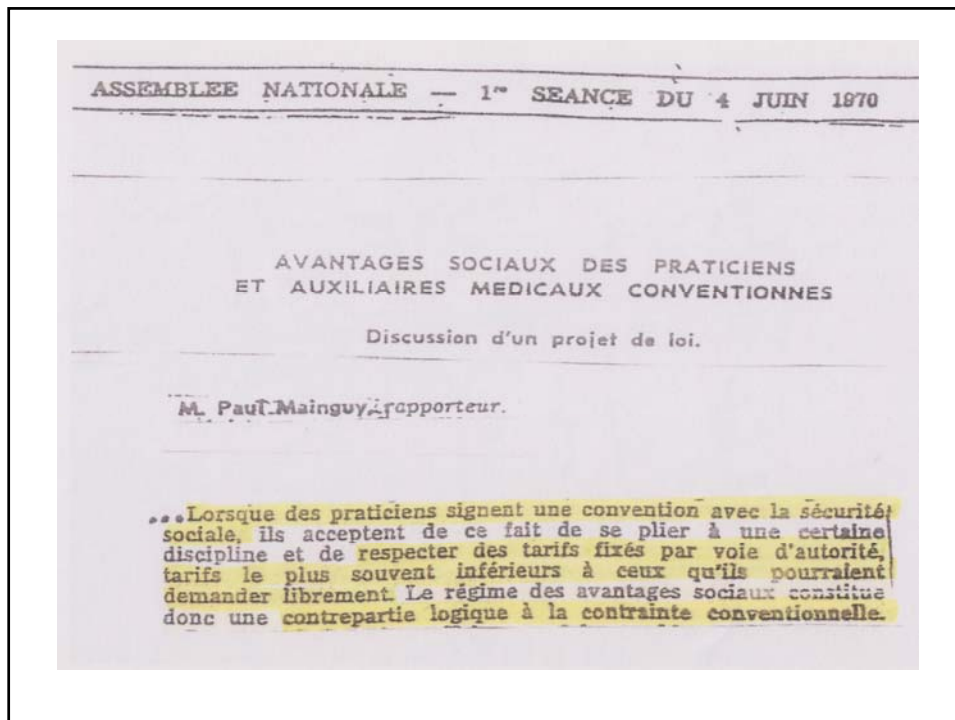 ASSEMBLEE NATIONALE — 1re SEANCE DU 4 JUIN 1970
AVANTAGES SOCIAUX DES PRATICIENS
ET AUXILIAIRES MEDICAUX CONVENTIONNES
Discussion d'un projet de loi.
M. Paul Mainguy, rapporteur.
...Lorsque des praticiens signent une convention avec la sécurité
sociale, ils acceptent de ce fait de se plier à une certaine
discipline et de respecter des tarifs fixés par voie d'autorité,
tarifs le plus souvent inférieurs à ceux qu'ils pourraient
demander librement. Le régime des avantages sociaux constitue
donc une contrepartie logique à la contrainte conventionnelle.